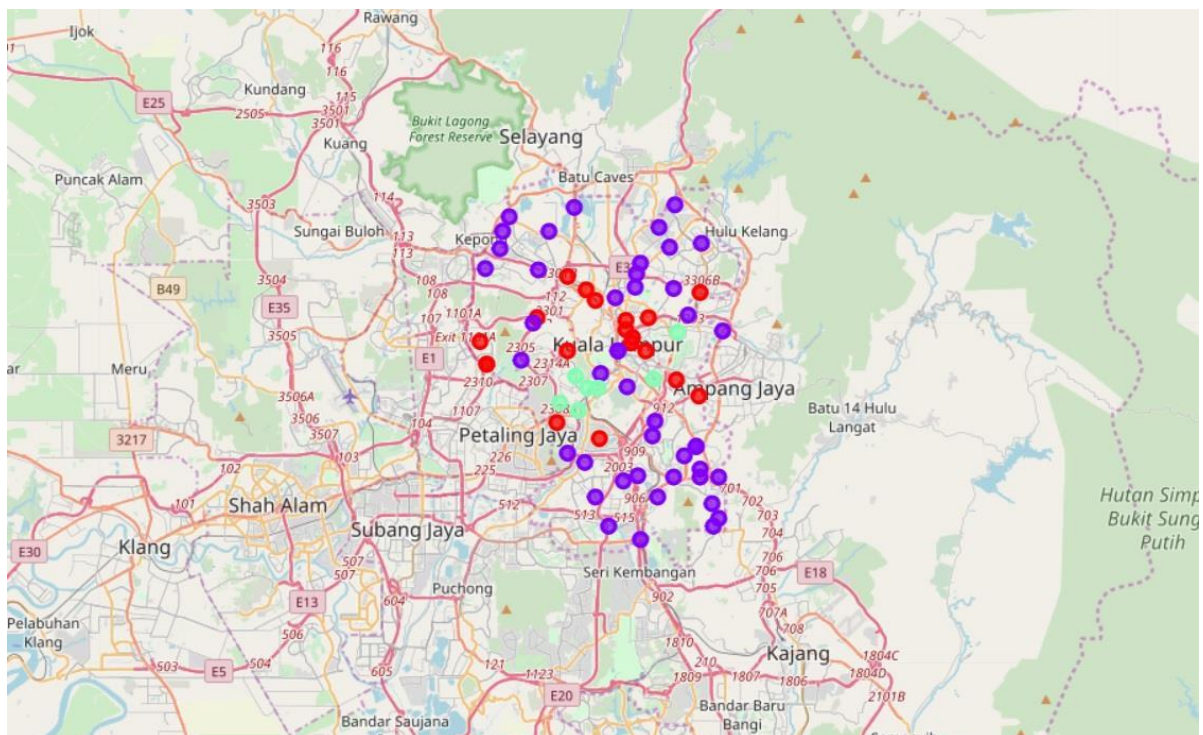 Rawang
Ijok
116
116
E25
Kundang
115
3501
2505
3501
Bukit Lagong
Forest Reserve
Selayang
Kuang
Puncak Alam
Batu Caves
114
3503
Sungai Buloh
113
113
Kepong
Hulu Kelang
B49
3504
108
108
112
3306B
E35
107
1101A
2301
3505
Exit 1101A
2305
Kuala Lumpur
E1
2314A
Meru
2310
2307
3506A
1107
912
Ampang Jaya
3506
104
Batu 14 Hulu
Langat
3217
3507
Petaling Jaya
102
103
226
909
225
2003
101
701
Shah Alam
512
906A
702
Hutan Simp
Bukit Sung
Putih
513
515
703
Subang Jaya
704
E30
Klang
507
706
507
Seri Kembangan
706
E18
E13
604
Puchong
705
902
506
707A
Pelabuhan
Klang
708
1810
Kajang
1804C
503
504
605
121
210
E5
1123
1809
1807
1806
1804D
E20
2101B
Bandar Saujana
Bandar Baru
Bangi